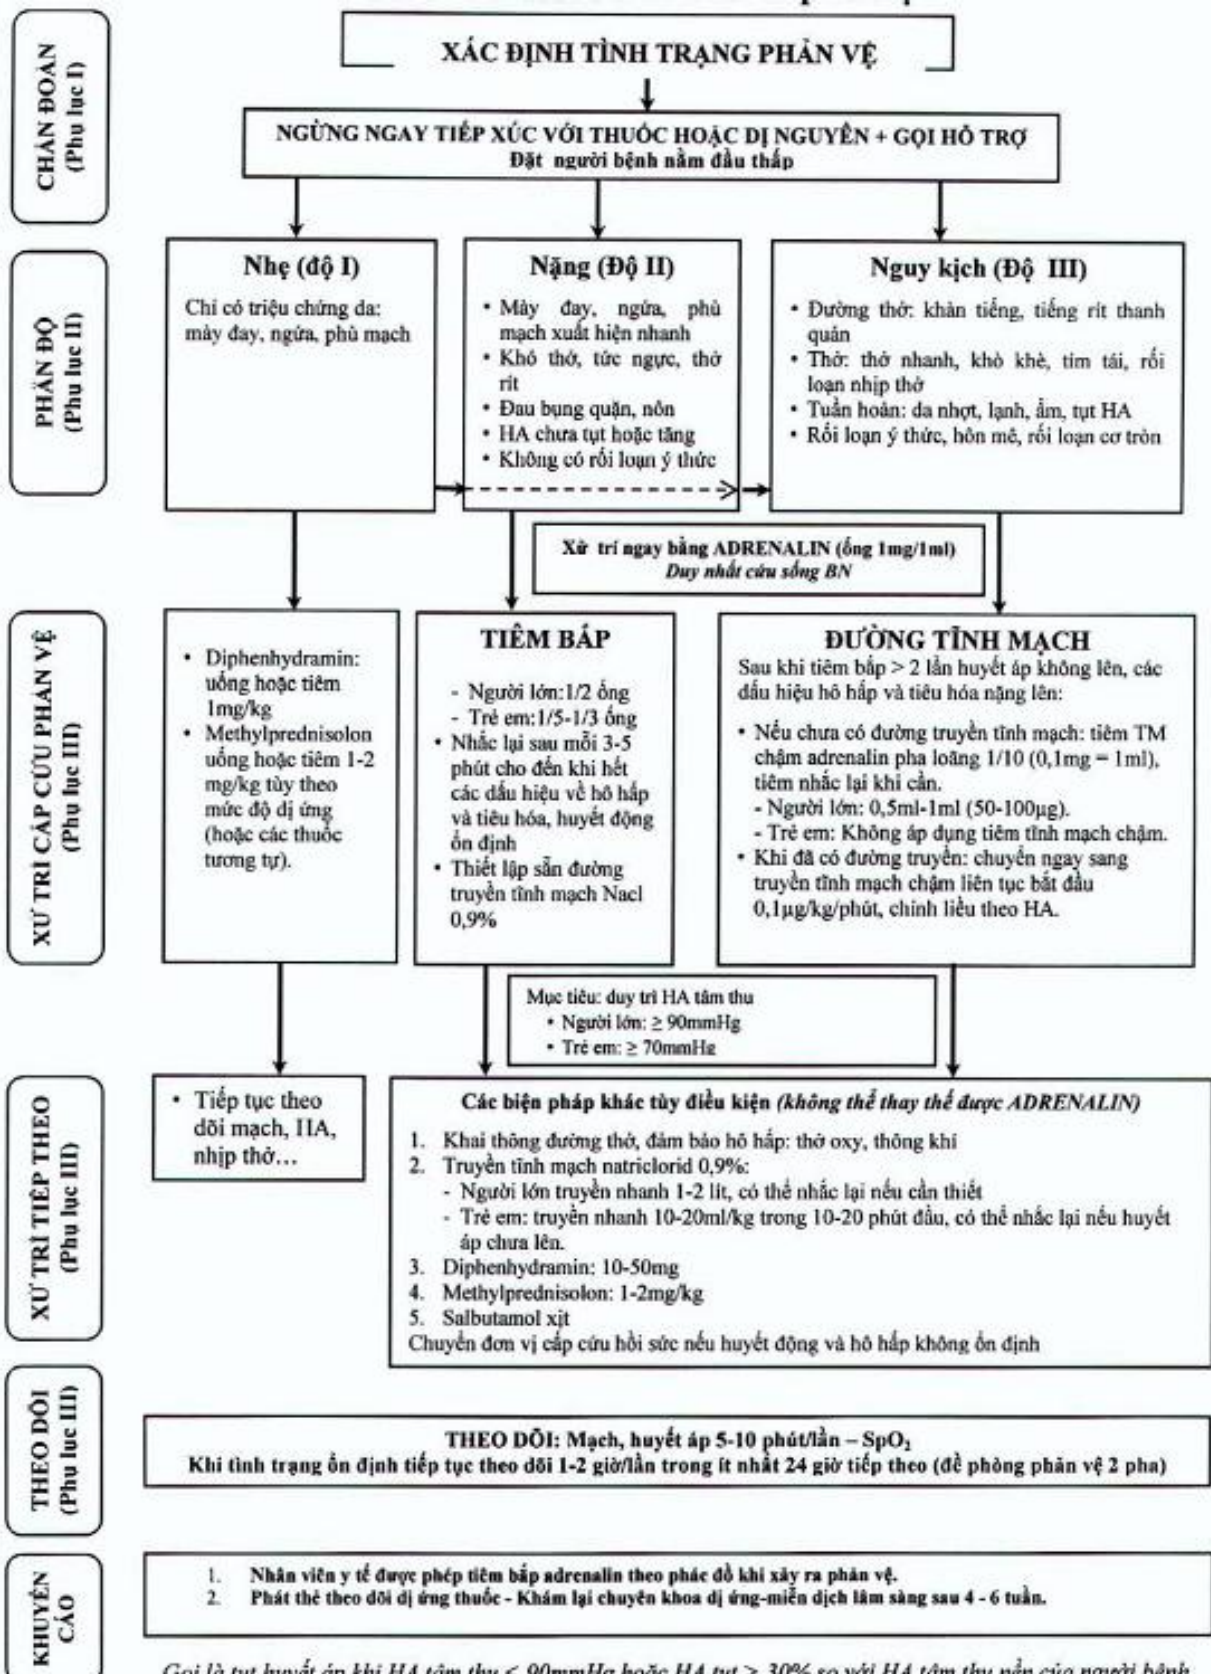 XÁC ĐỊNH TÌNH TRẠNG PHẢN VỆ
CHẨN ĐOÁN
(Phụ lục I)
NGỪNG NGAY TIẾP XÚC VỚI THUỐC HOẶC DỊ NGUYÊN + GỌI HỖ TRỢ
Đặt người bệnh nằm đầu thấp
PHÂN ĐỘ
(Phụ lục II)
Nhẹ (độ I)
Chỉ có triệu chứng da:
mày đay, ngứa, phù mạch
Nặng (Độ II)
• Mày đay, ngứa, phù
mạch xuất hiện nhanh
• Khó thở, tức ngực, thở
rít
• Đau bụng quặn, nôn
• HA chưa tụt hoặc tăng
• Không có rối loạn ý thức
Nguy kịch (Độ III)
• Đường thở: khàn tiếng, tiếng rít thanh
quản
• Thở: thở nhanh, khò khè, tím tái, rối
loạn nhịp thở
• Tuần hoàn: da nhợt, lạnh, ẩm, tụt HA
• Rối loạn ý thức, hôn mê, rối loạn cơ tròn
Xử trí ngay bằng ADRENALIN (ống 1mg/1ml)
Duy nhất cứu sống BN
XỬ TRÍ CẤP CỨU PHẢN VỆ
(Phụ lục III)
• Diphenhydramin:
uống hoặc tiêm
1mg/kg
• Methylprednisolon
uống hoặc tiêm 1-2
mg/kg tùy theo
mức độ dị ứng
(hoặc các thuốc
tương tự).
TIÊM BẮP
- Người lớn:1/2 ống
- Trẻ em:1/5-1/3 ống
• Nhắc lại sau mỗi 3-5
phút cho đến khi hết
các dấu hiệu về hô hấp
và tiêu hóa, huyết động
ổn định
• Thiết lập sẵn đường
truyền tĩnh mạch Nacl
0,9%
ĐƯỜNG TĨNH MẠCH
Sau khi tiêm bắp > 2 lần huyết áp không lên, các
dấu hiệu hô hấp và tiêu hóa nặng lên:
• Nếu chưa có đường truyền tĩnh mạch: tiêm TM
chậm adrenalin pha loãng 1/10 (0,1mg = 1ml),
tiêm nhắc lại khi cần.
- Người lớn: 0,5ml-1ml (50-100µg).
- Trẻ em: Không áp dụng tiêm tĩnh mạch chậm.
• Khi đã có đường truyền: chuyển ngay sang
truyền tĩnh mạch chậm liên tục bắt đầu
0,1µg/kg/phút, chỉnh liều theo HA.
Mục tiêu: duy trì HA tâm thu
• Người lớn: ≥ 90mmHg
• Trẻ em: ≥ 70mmHg
XỬ TRÍ TIẾP THEO
(Phụ lục III)
• Tiếp tục theo
dõi mạch, HA,
nhịp thở…
Các biện pháp khác tùy điều kiện (không thể thay thế được ADRENALIN)
1. Khai thông đường thở, đảm bảo hô hấp: thở oxy, thông khí
2. Truyền tĩnh mạch natriclorid 0,9%:
- Người lớn truyền nhanh 1-2 lít, có thể nhắc lại nếu cần thiết
- Trẻ em: truyền nhanh 10-20ml/kg trong 10-20 phút đầu, có thể nhắc lại nếu huyết
áp chưa lên.
3. Diphenhydramin: 10-50mg
4. Methylprednisolon: 1-2mg/kg
5. Salbutamol xịt
Chuyển đơn vị cấp cứu hồi sức nếu huyết động và hô hấp không ổn định
THEO DÕI
(Phụ lục III)
THEO DÕI: Mạch, huyết áp 5-10 phút/lần – SpO₂
Khi tình trạng ổn định tiếp tục theo dõi 1-2 giờ/lần trong ít nhất 24 giờ tiếp theo (đề phòng phản vệ 2 pha)
KHUYẾN
CÁO
1. Nhân viên y tế được phép tiêm bắp adrenalin theo phác đồ khi xảy ra phản vệ.
2. Phát thẻ theo dõi dị ứng thuốc - Khám lại chuyên khoa dị ứng-miễn dịch lâm sàng sau 4 - 6 tuần.
Gọi là tụt huyết áp khi HA tâm thu < 90mmHg hoặc HA tụt > 30% so với HA tâm thu nền của người bệnh